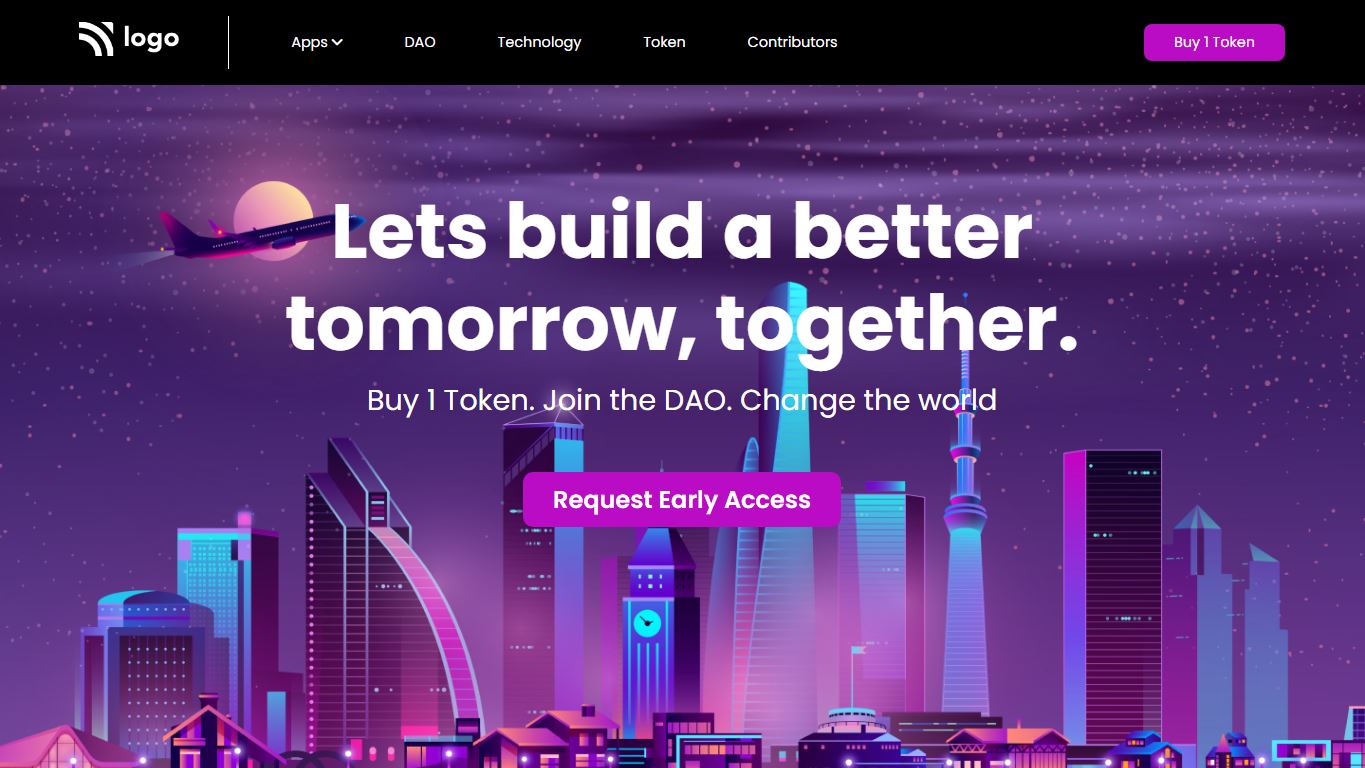 logo
Apps
DAO
Technology
Token
Contributors
Buy 1 Token
Lets build a better
tomorrow, together.
Buy 1 Token. Join the DAO. Change the world
Request Early Access